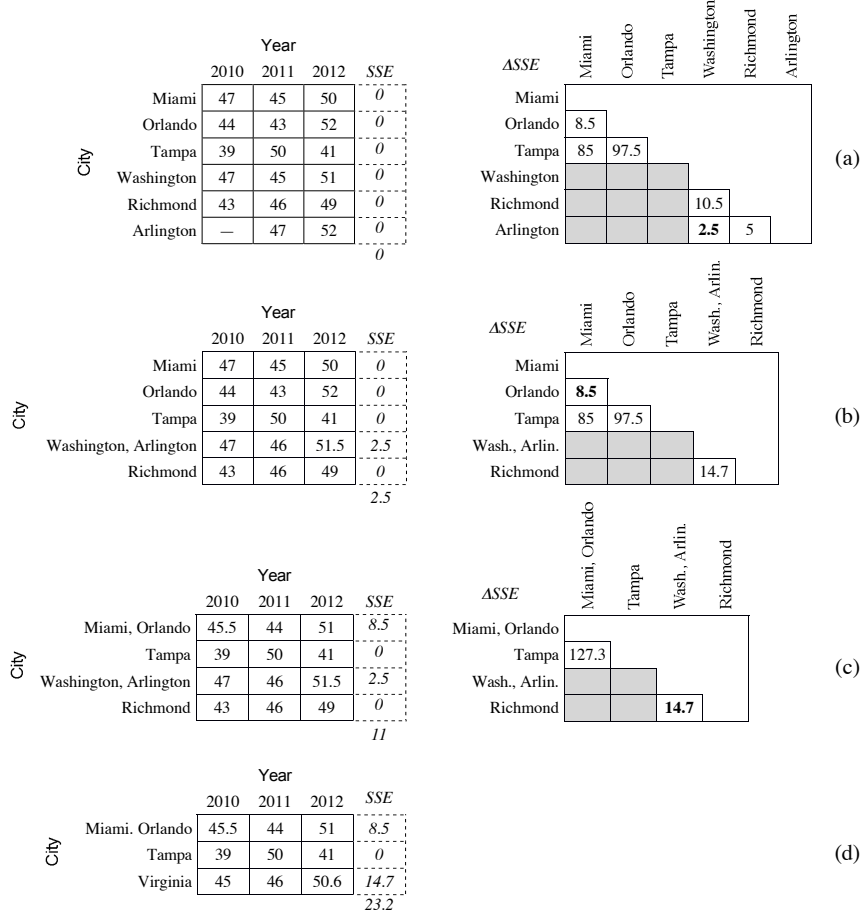 Year
2010 2011 2012 SSE
City
Miami 47 45 50 0
Orlando 44 43 52 0
Tampa 39 50 41 0
Washington 47 45 51 0
Richmond 43 46 49 0
Arlington — 47 52 0
0
ΔSSE Miami Orlando Tampa Washington Richmond Arlington
Miami
Orlando 8.5
Tampa 85 97.5
Washington
Richmond 10.5
Arlington 2.5 5
(a)
Year
2010 2011 2012 SSE
City
Miami 47 45 50 0
Orlando 44 43 52 0
Tampa 39 50 41 0
Washington, Arlington 47 46 51.5 2.5
Richmond 43 46 49 0
2.5
ΔSSE Miami Orlando Tampa Wash., Arlin. Richmond
Miami
Orlando 8.5
Tampa 85 97.5
Wash., Arlin.
Richmond 14.7
(b)
Year
2010 2011 2012 SSE
City
Miami, Orlando 45.5 44 51 8.5
Tampa 39 50 41 0
Washington, Arlington 47 46 51.5 2.5
Richmond 43 46 49 0
11
ΔSSE Miami, Orlando Tampa Wash., Arlin. Richmond
Miami, Orlando
Tampa 127.3
Wash., Arlin.
Richmond 14.7
(c)
Year
2010 2011 2012 SSE
City
Miami. Orlando 45.5 44 51 8.5
Tampa 39 50 41 0
Virginia 45 46 50.6 14.7
23.2
(d)